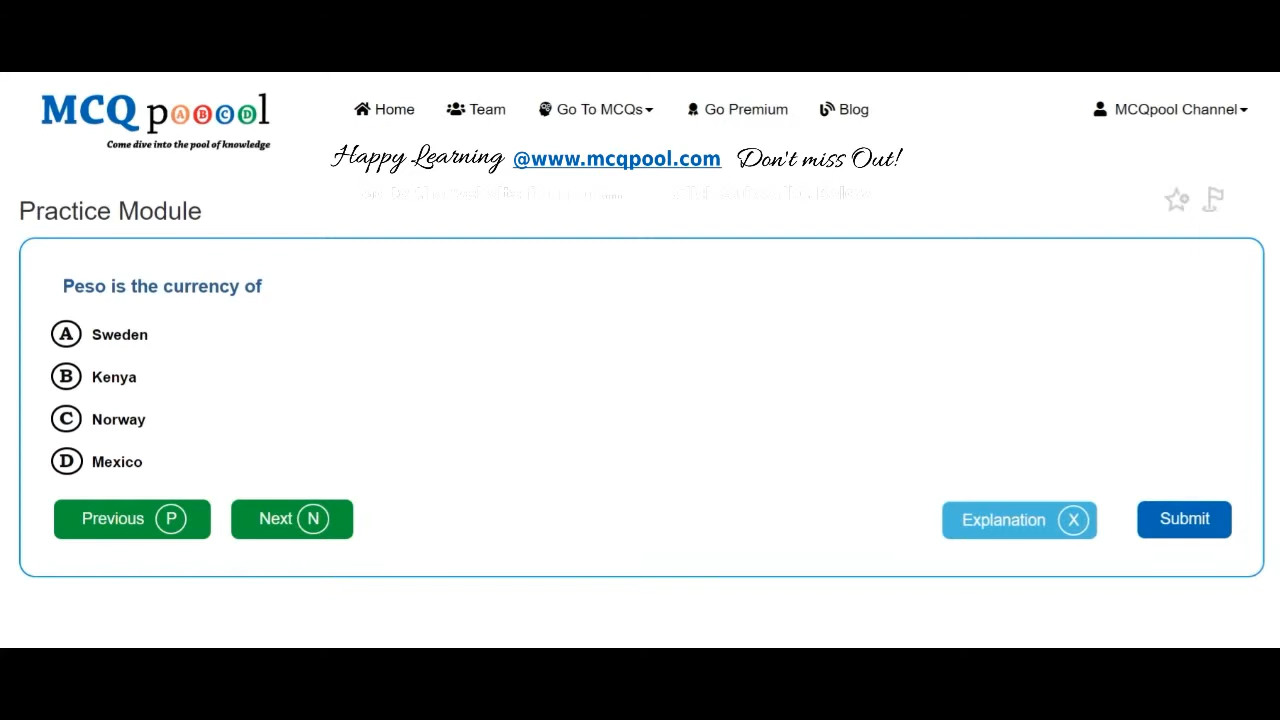 MCQ pooool
Come dive into the pool of knowledge
Home Team Go To MCQs Go Premium Blog MCQpool Channel
Happy Learning @www.mcqpool.com Don't miss Out!
Practice Module
Peso is the currency of
A Sweden
B Kenya
C Norway
D Mexico
Previous P Next N Explanation X Submit